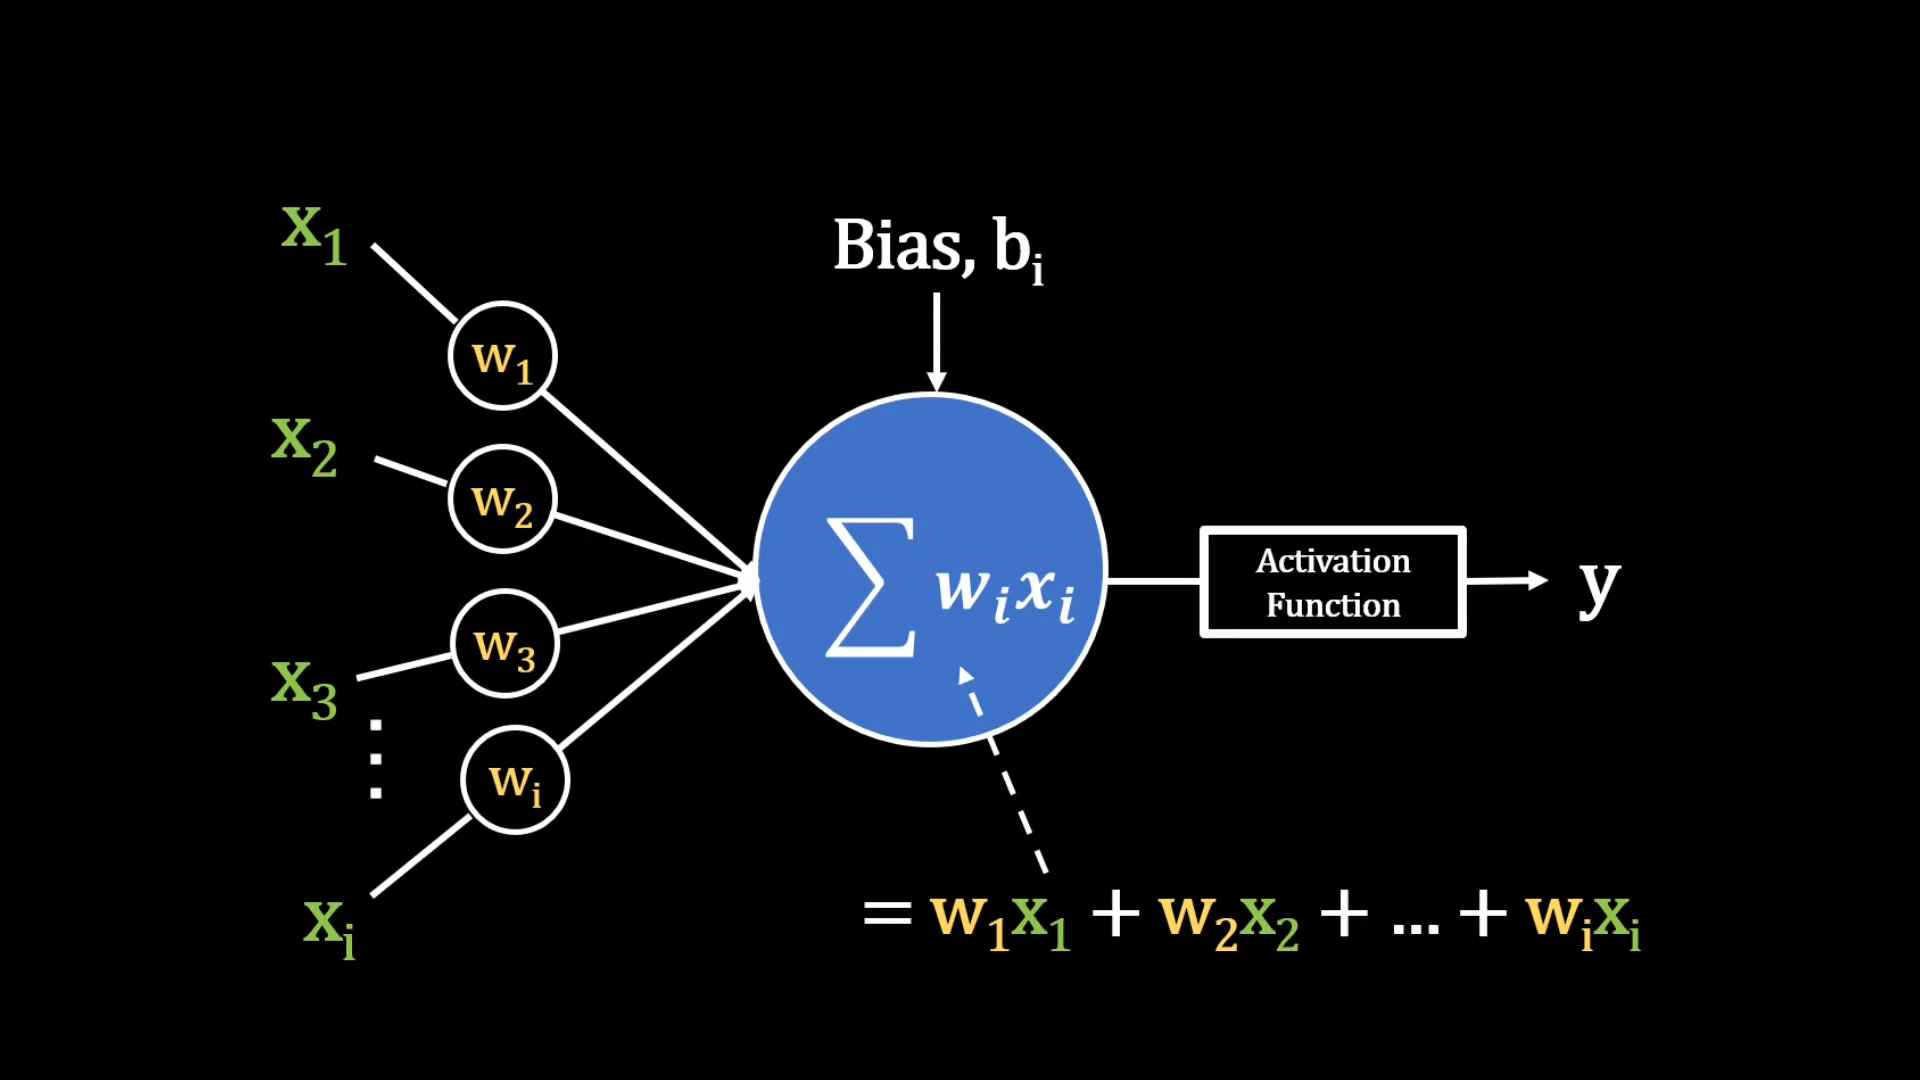 x₁
w₁
x₂
w₂
x₃
w₃
⋮
wᵢ
xᵢ
Bias, bᵢ
∑ wᵢxᵢ
Activation
Function
y
= w₁x₁ + w₂x₂ + ... + wᵢxᵢ